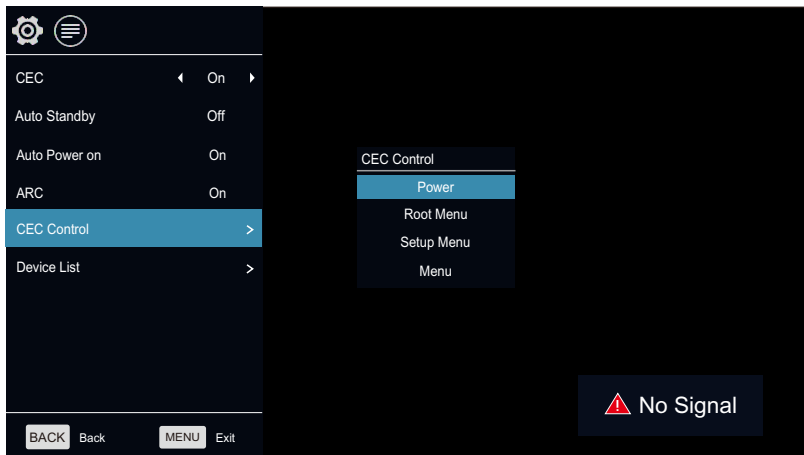 CEC On
Auto Standby Off
Auto Power on On
ARC On
CEC Control >
Device List >
CEC Control
Power
Root Menu
Setup Menu
Menu
No Signal
BACK Back MENU Exit